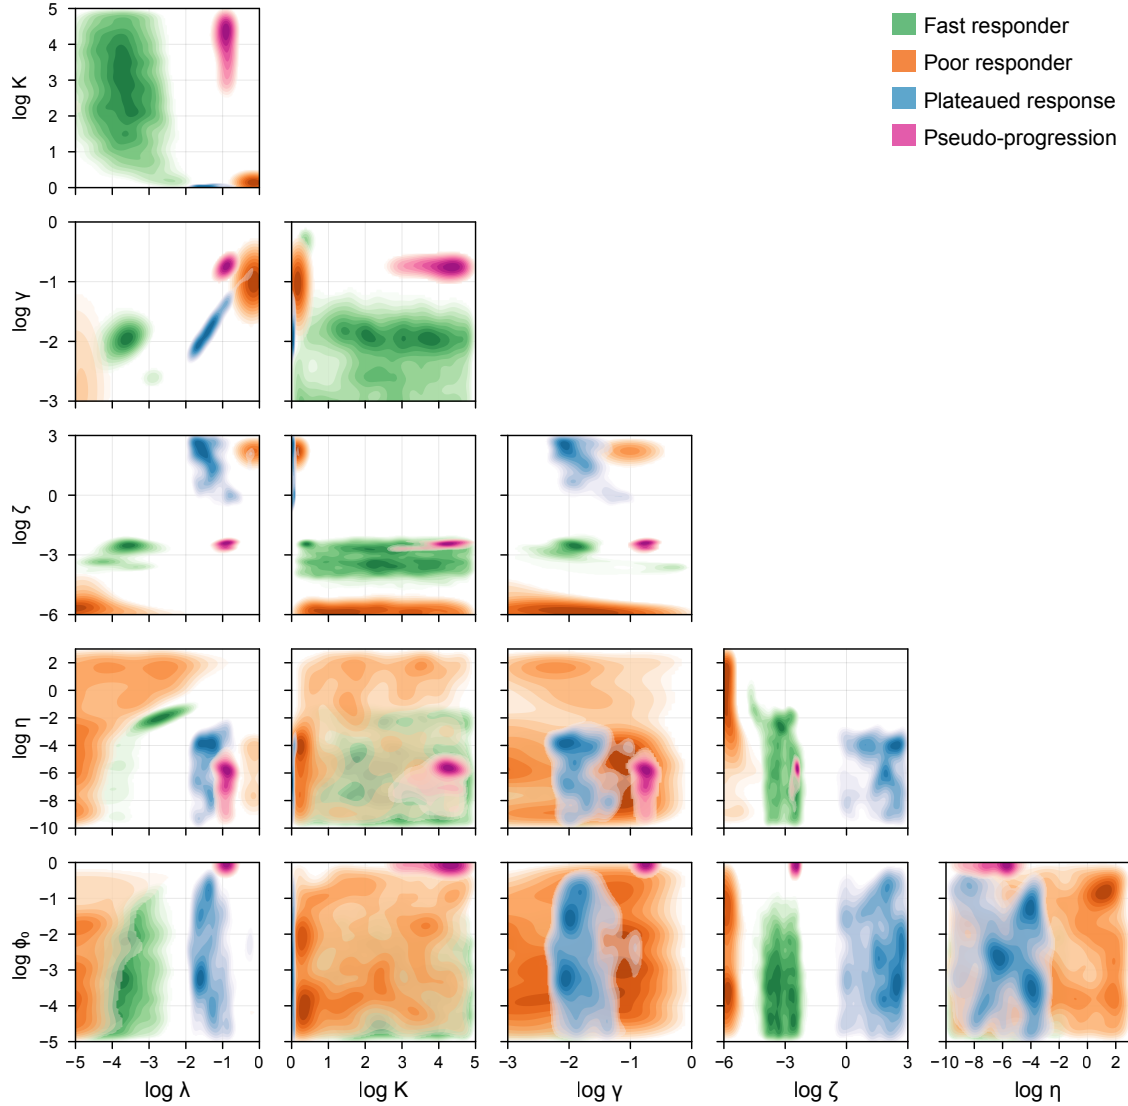 Fast responder
Poor responder
Plateaued response
Pseudo-progression
5
4
3
2
1
0
log K
0
−1
−2
−3
log γ
3
0
−3
−6
log ζ
2
0
−2
−4
−6
−8
−10
log η
0
−1
−2
−3
−4
−5
log ϕ₀
−5 −4 −3 −2 −1 0
0 1 2 3 4 5
−3 −2 −1 0
−6 −3 0 3
−10 −8 −6 −4 −2 0 2
log λ
log K
log γ
log ζ
log η